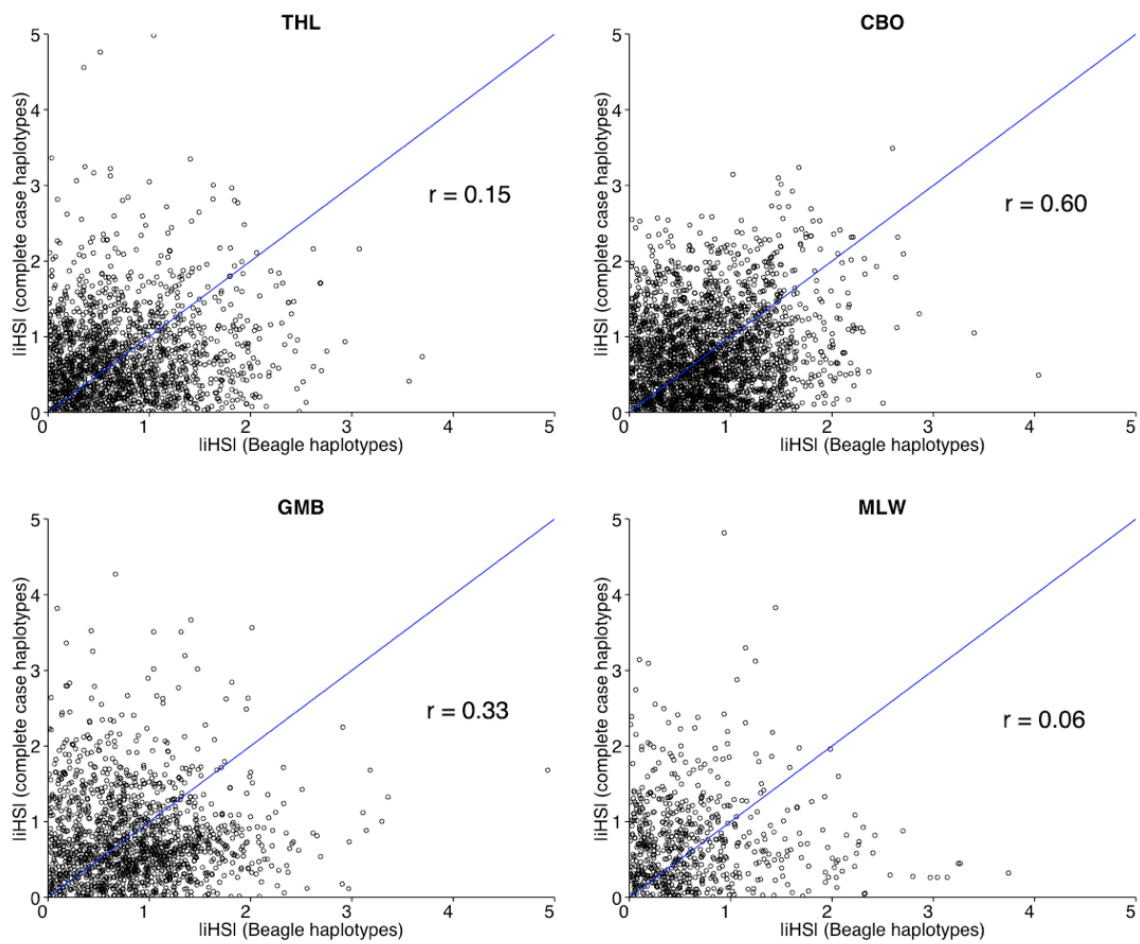 THL
5
4
3
2
1
0
|iHS| (complete case haplotypes)
r = 0.15
0 1 2 3 4 5
|iHS| (Beagle haplotypes)
CBO
5
4
3
2
1
0
|iHS| (complete case haplotypes)
r = 0.60
0 1 2 3 4 5
|iHS| (Beagle haplotypes)
GMB
5
4
3
2
1
0
|iHS| (complete case haplotypes)
r = 0.33
0 1 2 3 4 5
|iHS| (Beagle haplotypes)
MLW
5
4
3
2
1
0
|iHS| (complete case haplotypes)
r = 0.06
0 1 2 3 4 5
|iHS| (Beagle haplotypes)